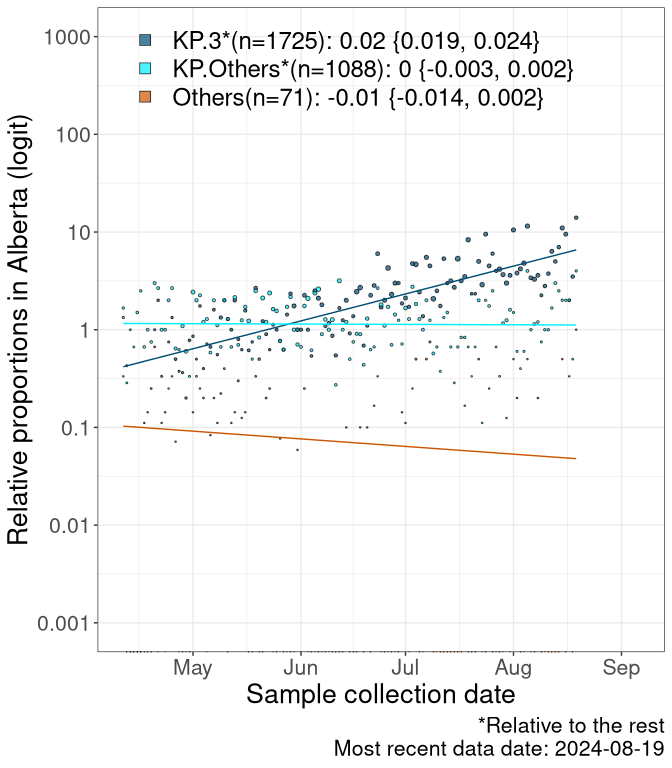 KP.3*(n=1725): 0.02 {0.019, 0.024}
KP.Others*(n=1088): 0 {-0.003, 0.002}
Others(n=71): -0.01 {-0.014, 0.002}
Relative proportions in Alberta (logit)
1000
100
10
1
0.1
0.01
0.001
May Jun Jul Aug Sep
Sample collection date
*Relative to the rest
Most recent data date: 2024-08-19